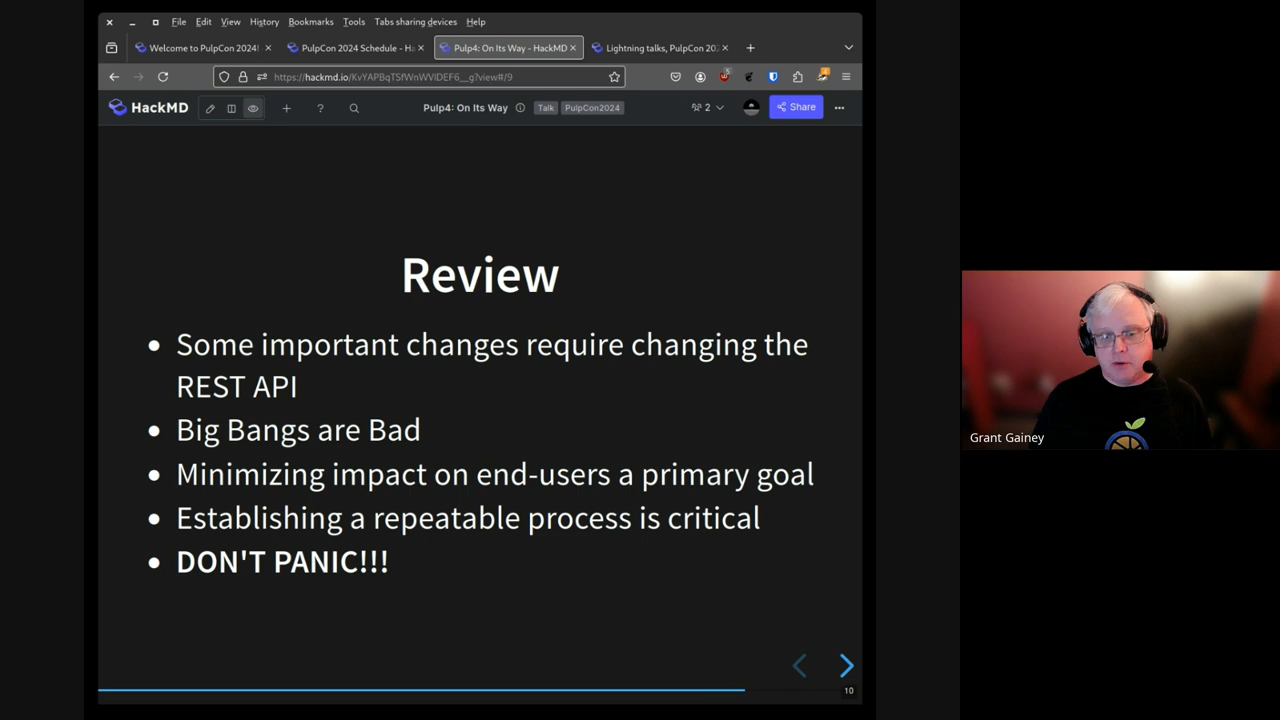 File Edit View History Bookmarks Tools Tabs sharing devices Help
Welcome to PulpCon 2024! PulpCon 2024 Schedule - Ha Pulp4: On Its Way - HackMD Lightning talks, PulpCon 202
HackMD Pulp4: On Its Way Talk PulpCon2024 2 Share
Review
Some important changes require changing the
REST API
Big Bangs are Bad
Minimizing impact on end-users a primary goal
Establishing a repeatable process is critical
DON'T PANIC!!!
10
Grant Gainey